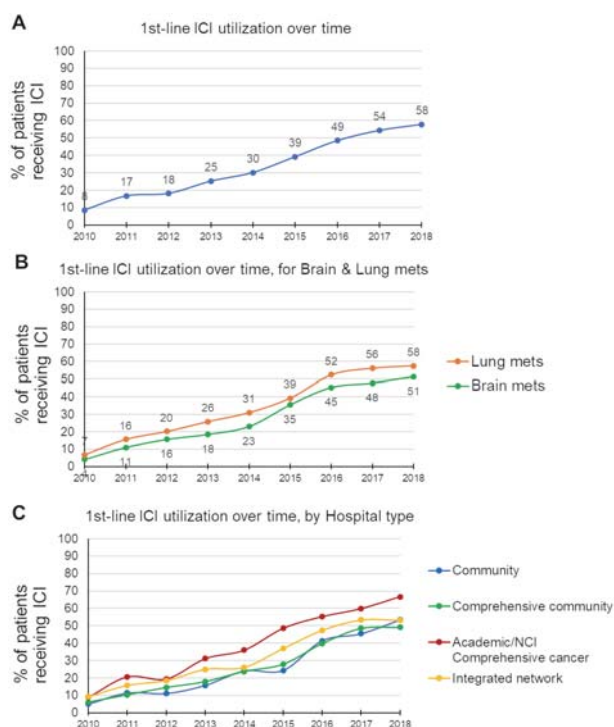 A
1st-line ICI utilization over time
% of patients
receiving ICI
100
90
80
70
60
50
40
30
20
10
0
8
17
18
25
30
39
49
54
58
2010 2011 2012 2013 2014 2015 2016 2017 2018
B
1st-line ICI utilization over time, for Brain & Lung mets
% of patients
receiving ICI
100
90
80
70
60
50
40
30
20
10
0
7
16
20
26
31
39
52
56
58
4
11
16
18
23
35
45
48
51
2010 2011 2012 2013 2014 2015 2016 2017 2018
Lung mets
Brain mets
C
1st-line ICI utilization over time, by Hospital type
% of patients
receiving ICI
100
90
80
70
60
50
40
30
20
10
0
2010 2011 2012 2013 2014 2015 2016 2017 2018
Community
Comprehensive community
Academic/NCI
Comprehensive cancer
Integrated network